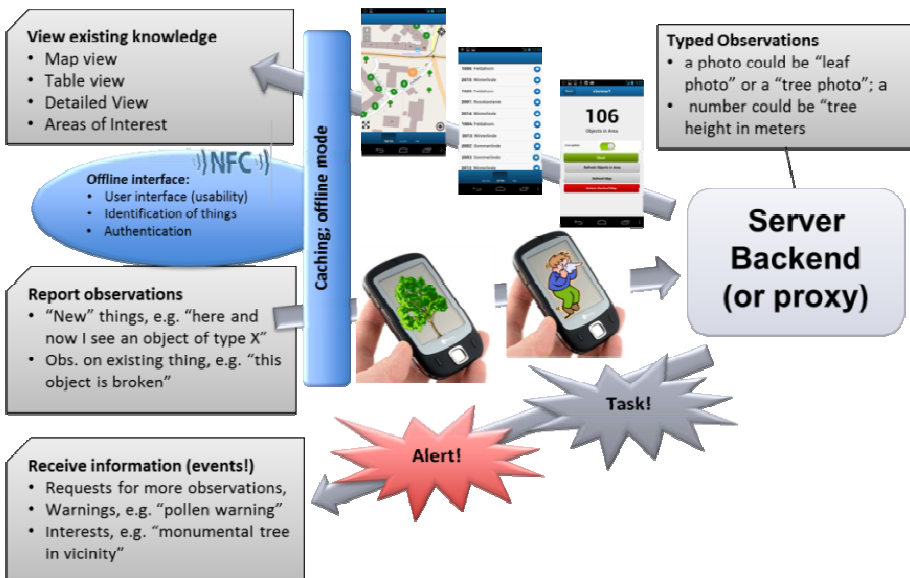 View existing knowledge
• Map view
• Table view
• Detailed View
• Areas of Interest
NFC
Offline interface:
• User interface (usability)
• Identification of things
• Authentication
Report observations
• “New” things, e.g. “here and
now I see an object of type X”
• Obs. on existing thing, e.g. “this
object is broken”
Receive information (events!)
• Requests for more observations,
• Warnings, e.g. “pollen warning”
• Interests, e.g. “monumental tree
in vicinity”
Caching; offline mode
106
Objects in Area
Typed Observations
• a photo could be “leaf
photo” or a “tree photo”; a
• number could be “tree
height in meters
Server
Backend
(or proxy)
Task!
Alert!